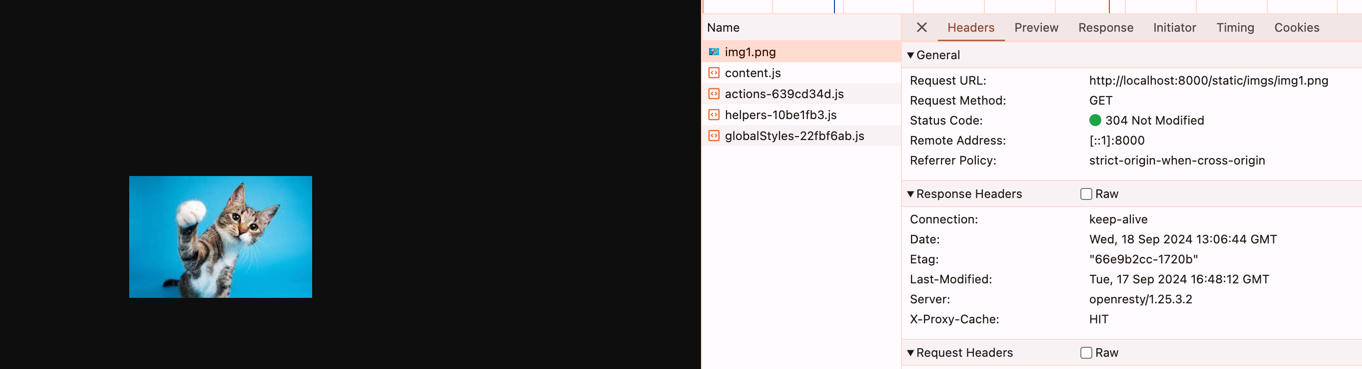 Name
img1.png
content.js
actions-639cd34d.js
helpers-10be1fb3.js
globalStyles-22fbf6ab.js
Headers Preview Response Initiator Timing Cookies
General
Request URL: http://localhost:8000/static/imgs/img1.png
Request Method: GET
Status Code: 304 Not Modified
Remote Address: [::1]:8000
Referrer Policy: strict-origin-when-cross-origin
Response Headers Raw
Connection: keep-alive
Date: Wed, 18 Sep 2024 13:06:44 GMT
Etag: "66e9b2cc-1720b"
Last-Modified: Tue, 17 Sep 2024 16:48:12 GMT
Server: openresty/1.25.3.2
X-Proxy-Cache: HIT
Request Headers Raw